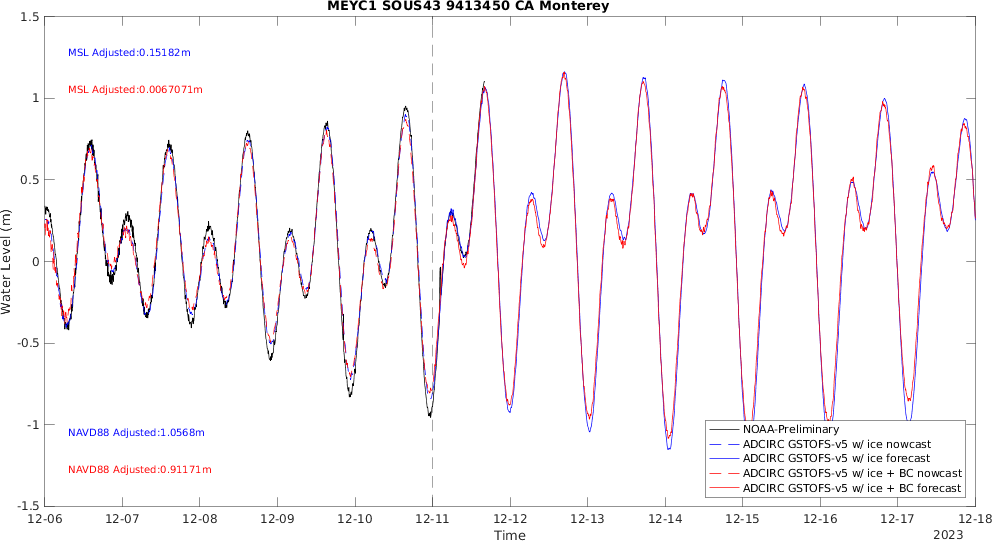 MEYC1 SOUS43 9413450 CA Monterey
1.5
1
0.5
0
-0.5
-1
-1.5
Water Level (m)
MSL Adjusted:0.15182m
MSL Adjusted:0.0067071m
NAVD88 Adjusted:1.0568m
NAVD88 Adjusted:0.91171m
NOAA-Preliminary
ADCIRC GSTOFS-v5 w/ ice nowcast
ADCIRC GSTOFS-v5 w/ ice forecast
ADCIRC GSTOFS-v5 w/ ice + BC nowcast
ADCIRC GSTOFS-v5 w/ ice + BC forecast
12-06 12-07 12-08 12-09 12-10 12-11 12-12 12-13 12-14 12-15 12-16 12-17 12-18
Time
2023